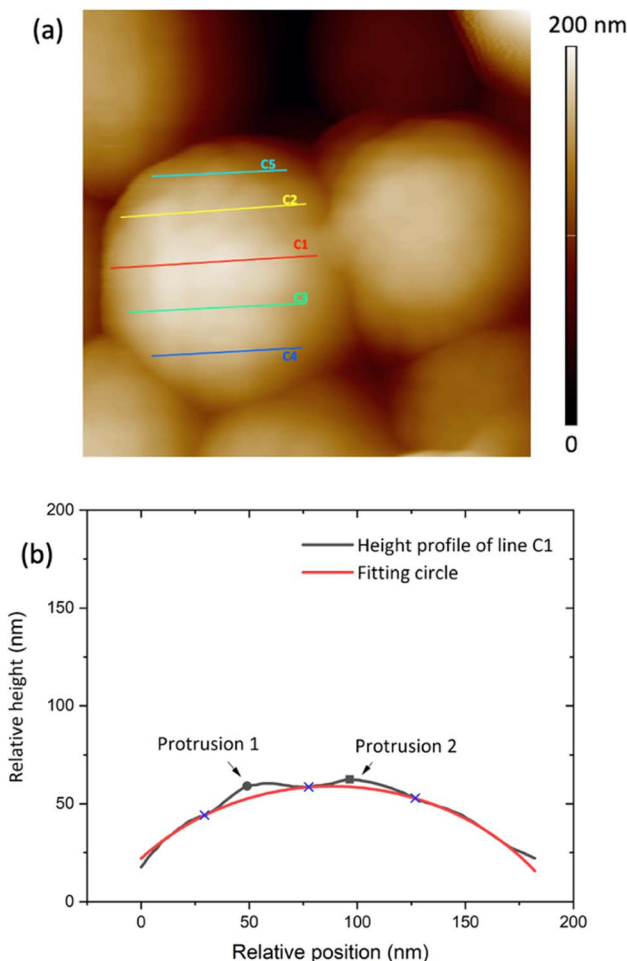 (a)
200 nm
C5
C2
C1
C3
C4
0
(b)
200
150
100
50
0
Relative height (nm)
Height profile of line C1
Fitting circle
Protrusion 1
Protrusion 2
0 50 100 150 200
Relative position (nm)